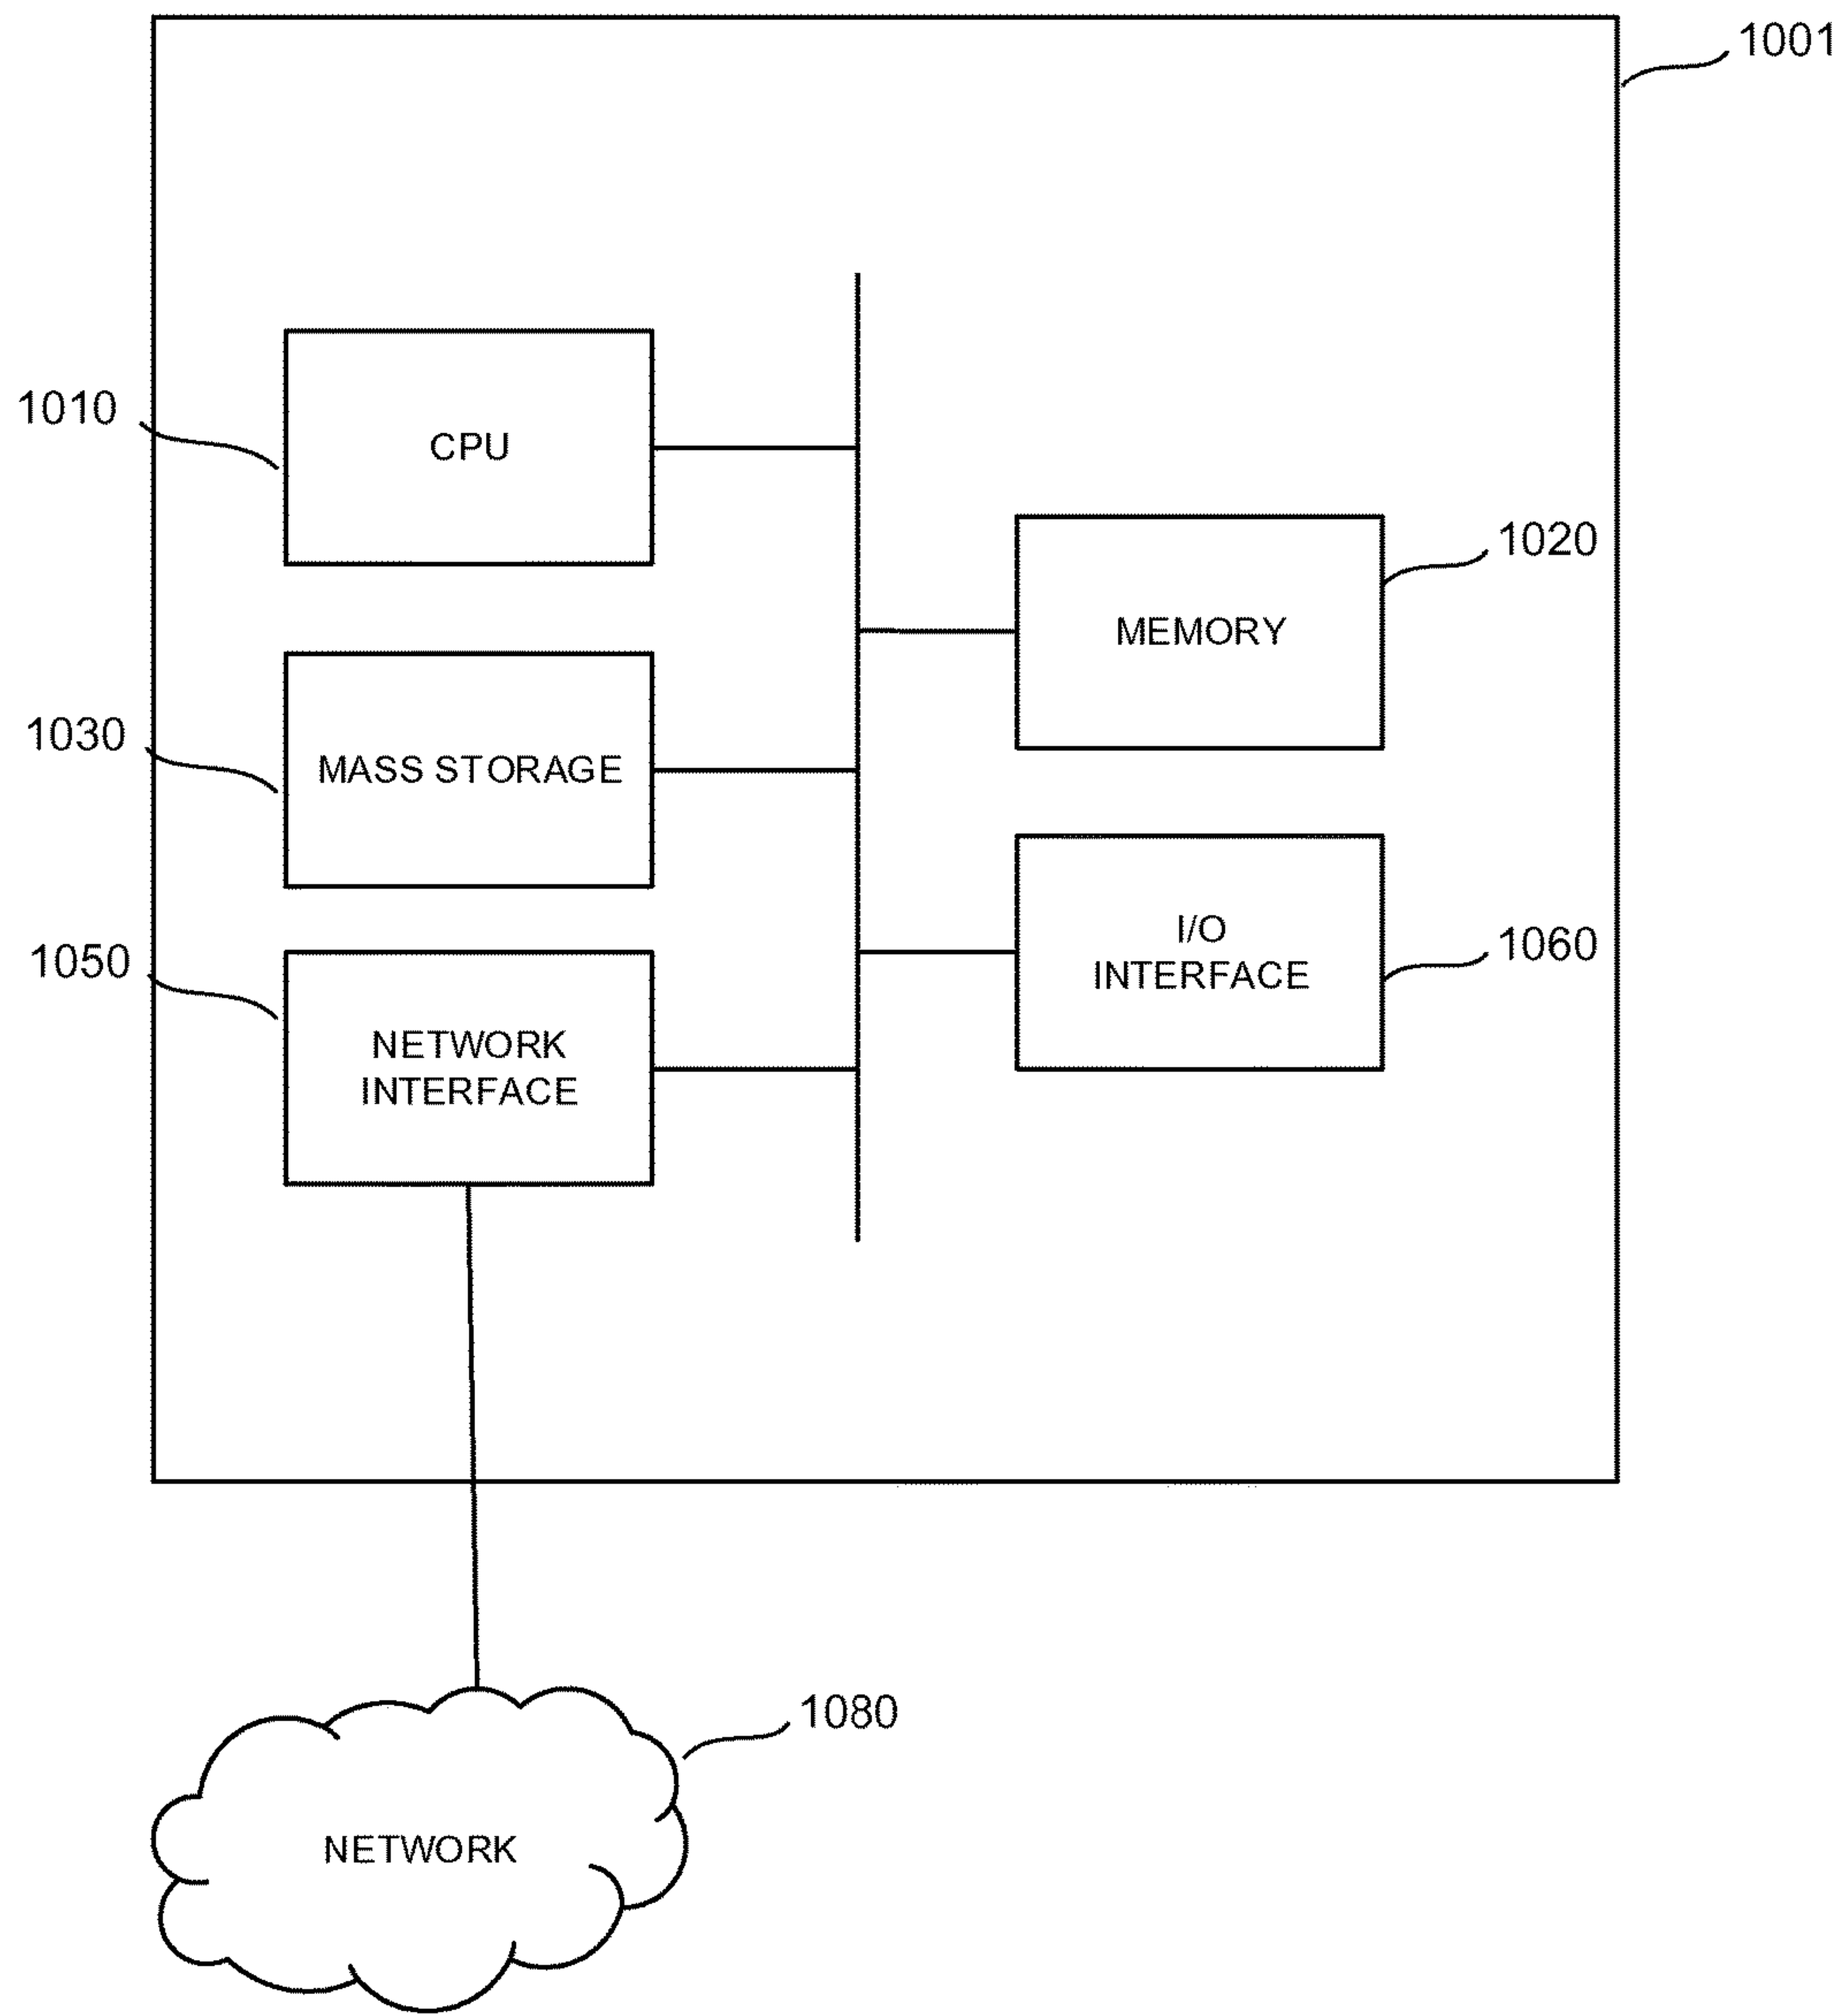 1001
1010
CPU
1020
MEMORY
1030
MASS STORAGE
I/O
INTERFACE
1060
1050
NETWORK
INTERFACE
1080
NETWORK